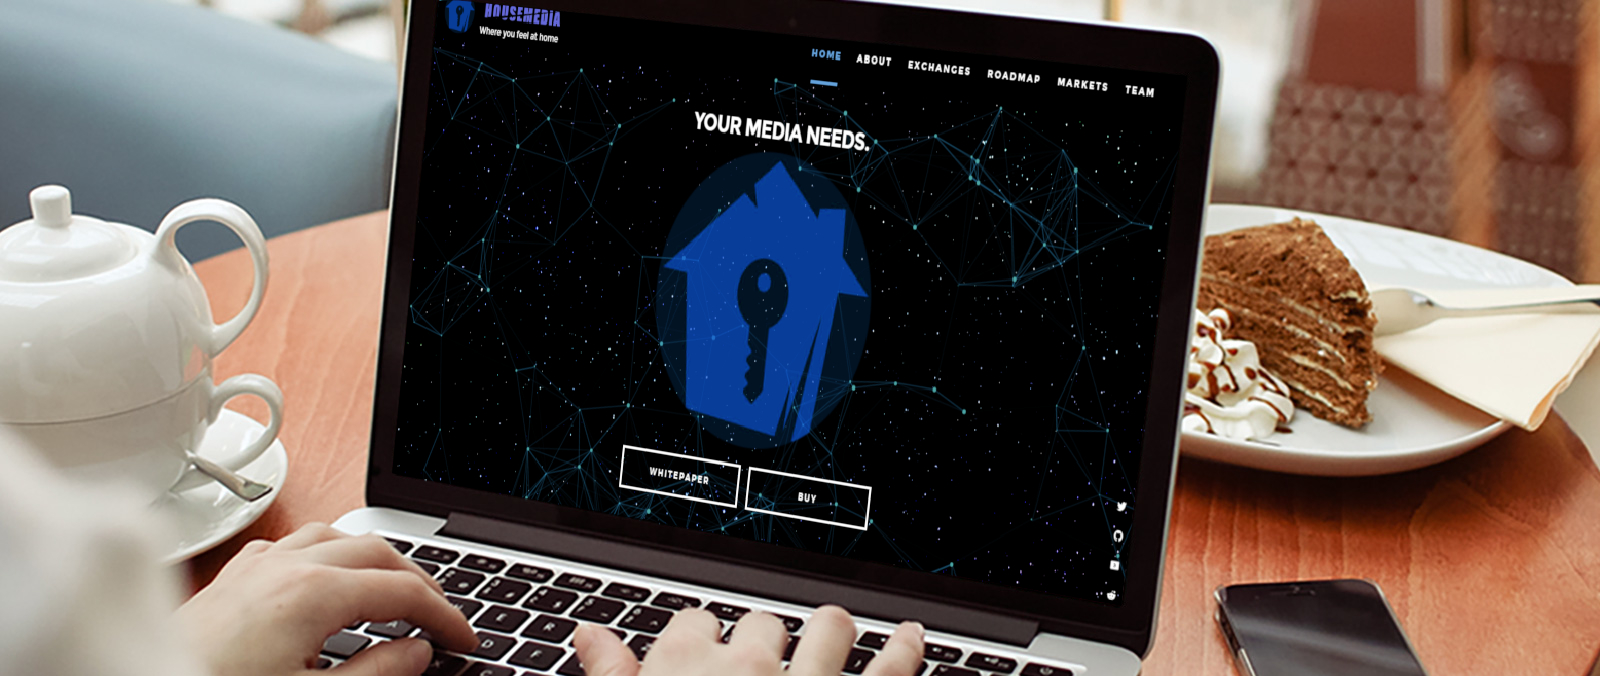 HOUSEMEDIA
Where you feel at home
HOME ABOUT EXCHANGES ROADMAP MARKETS TEAM
YOUR MEDIA NEEDS.
WHITEPAPER BUY